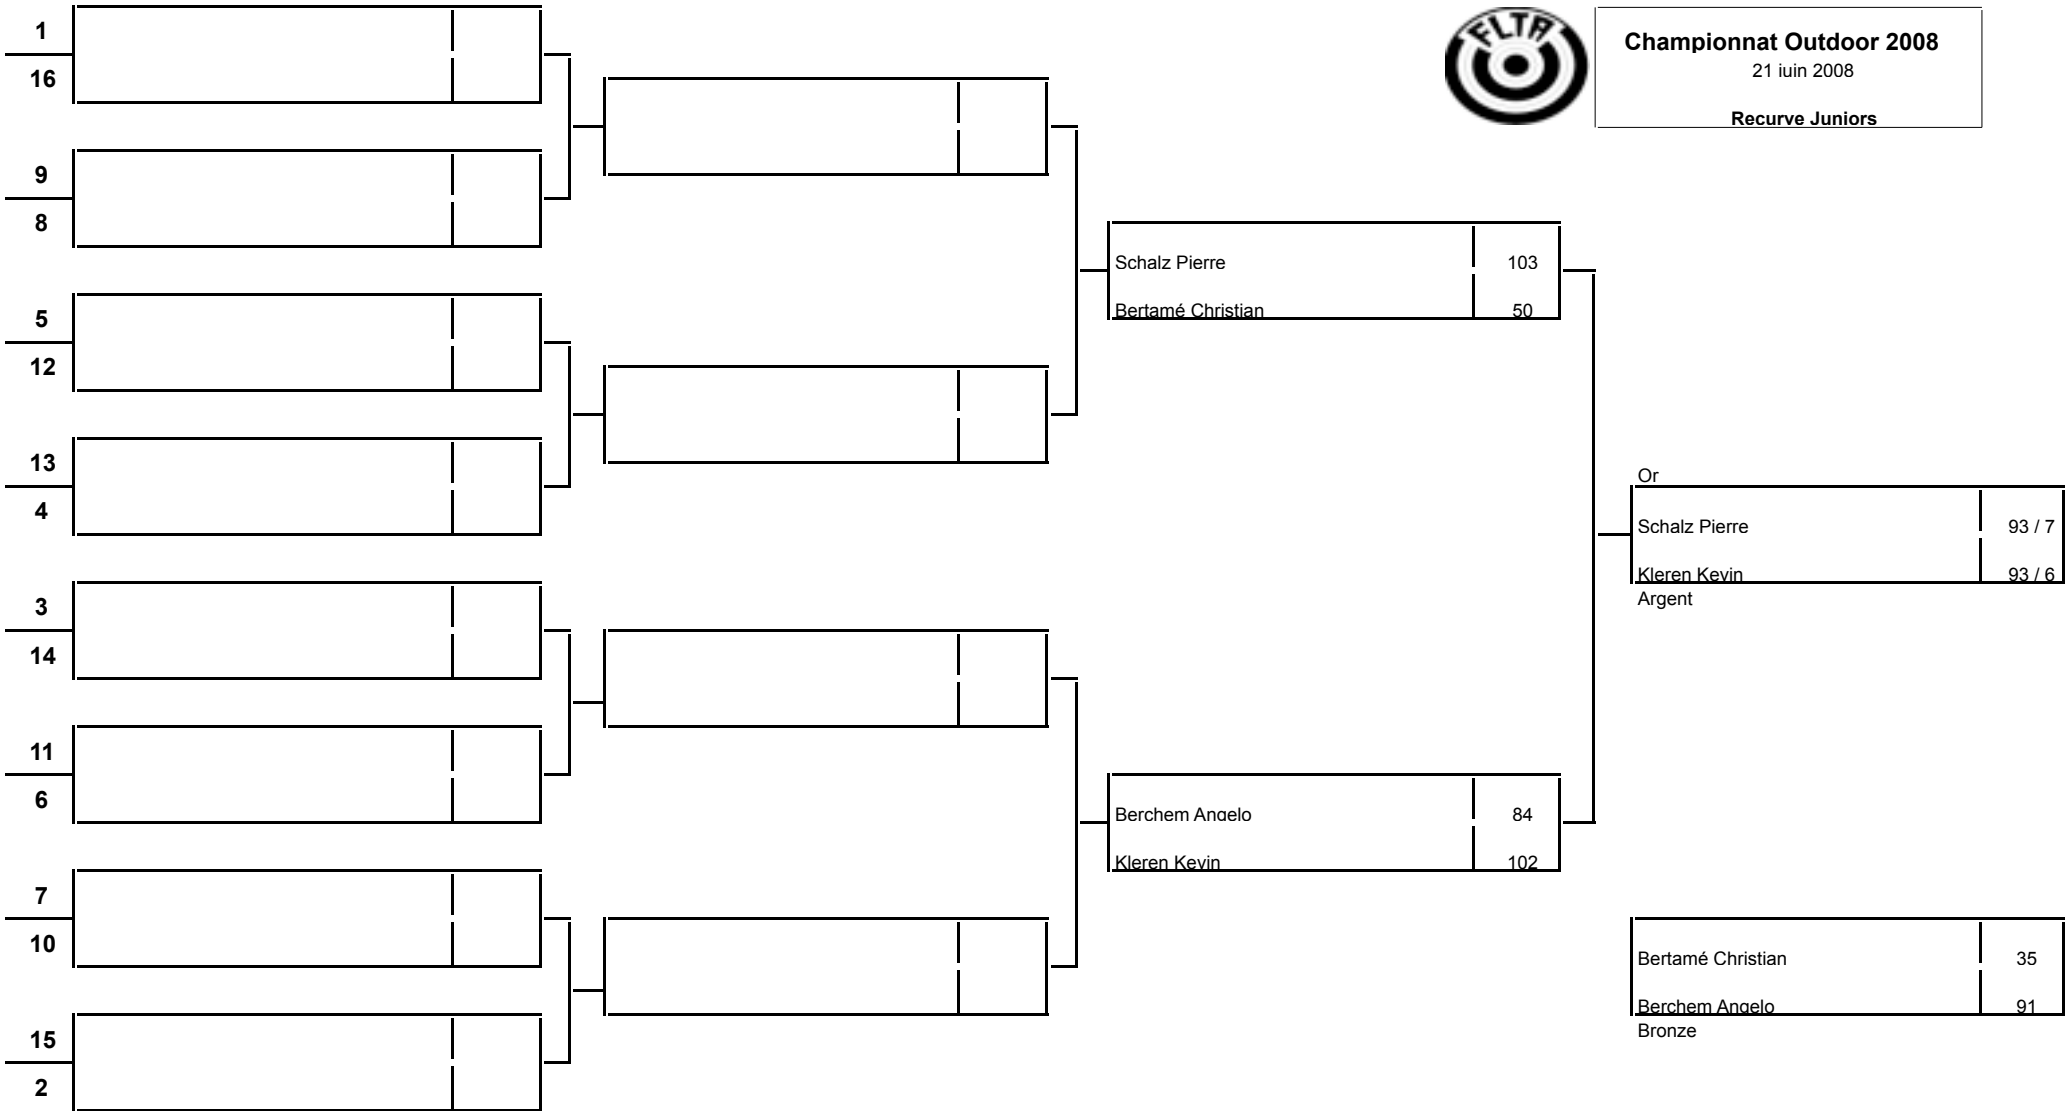 FLTA
Championnat Outdoor 2008
21 juin 2008
Recurve Juniors
1
16
9
8
5
12
13
4
3
14
11
6
7
10
15
2
Schalz Pierre 103
Bertamé Christian 50
Berchem Angelo 84
Kleren Kevin 102
Or
Schalz Pierre 93 / 7
Kleren Kevin 93 / 6
Argent
Bertamé Christian 35
Berchem Angelo 91
Bronze